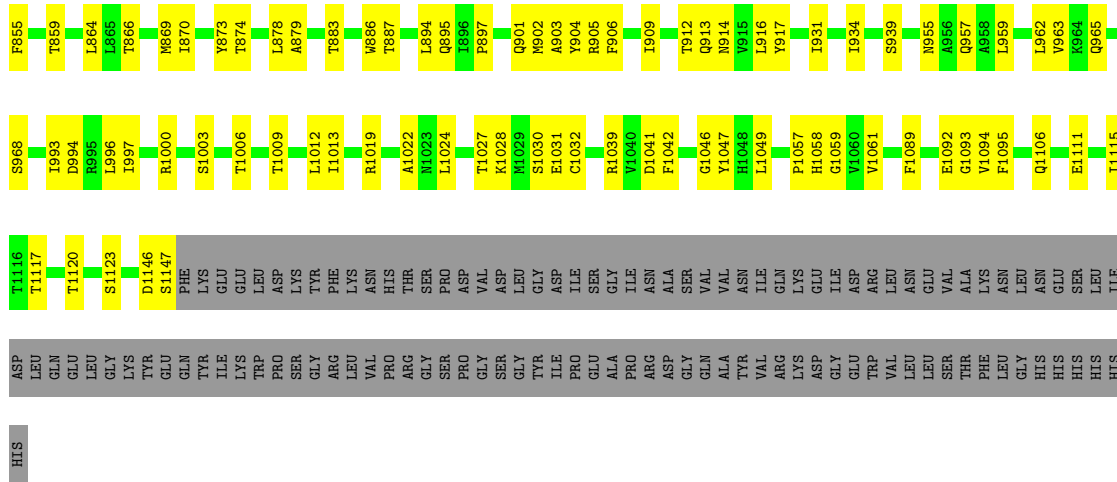 F855 T859 L864 L865 T866 M869 I870 Y873 T874 L878 A879 T883 W886 T887 L894 Q895 I896 P897 Q901 M902 A903 Y904 R905 F906 I909 T912 Q913 N914 V915 L916 Y917 I931 I934 S939 N955 A956 Q957 A958 L959 L962 V963 K964 Q965
S968 I993 D994 R995 L996 I997 R1000 S1003 T1006 T1009 L1012 I1013 R1019 A1022 N1023 L1024 T1027 K1028 M1029 S1030 E1031 C1032 R1039 V1040 D1041 F1042 G1046 Y1047 H1048 L1049 P1057 H1058 G1059 V1060 V1061 F1089 E1092 G1093 V1094 F1095 Q1106 E1111 I1115
T1116 T1117 T1120 S1123 D1146 S1147 PHE LYS GLU GLU LEU ASP LYS TYR PHE LYS ASN HIS THR SER PRO ASP VAL ASP LEU GLY ASP ILE SER GLY ILE ASN ALA SER VAL VAL ASN ILE GLN LYS GLU ILE ASP ARG LEU ASN GLU VAL ALA LYS ASN LEU ASN GLU SER LEU ILE
ASP LEU GLN GLU LEU GLY LYS TYR GLU GLN TYR ILE LYS TRP PRO SER GLY ARG LEU VAL PRO ARG GLY SER PRO GLY SER GLY TYR ILE PRO GLU ALA PRO ARG ASP GLY GLN ALA TYR VAL ARG LYS ASP GLY GLU TRP VAL LEU LEU SER THR PHE LEU GLY HIS HIS HIS HIS HIS
HIS